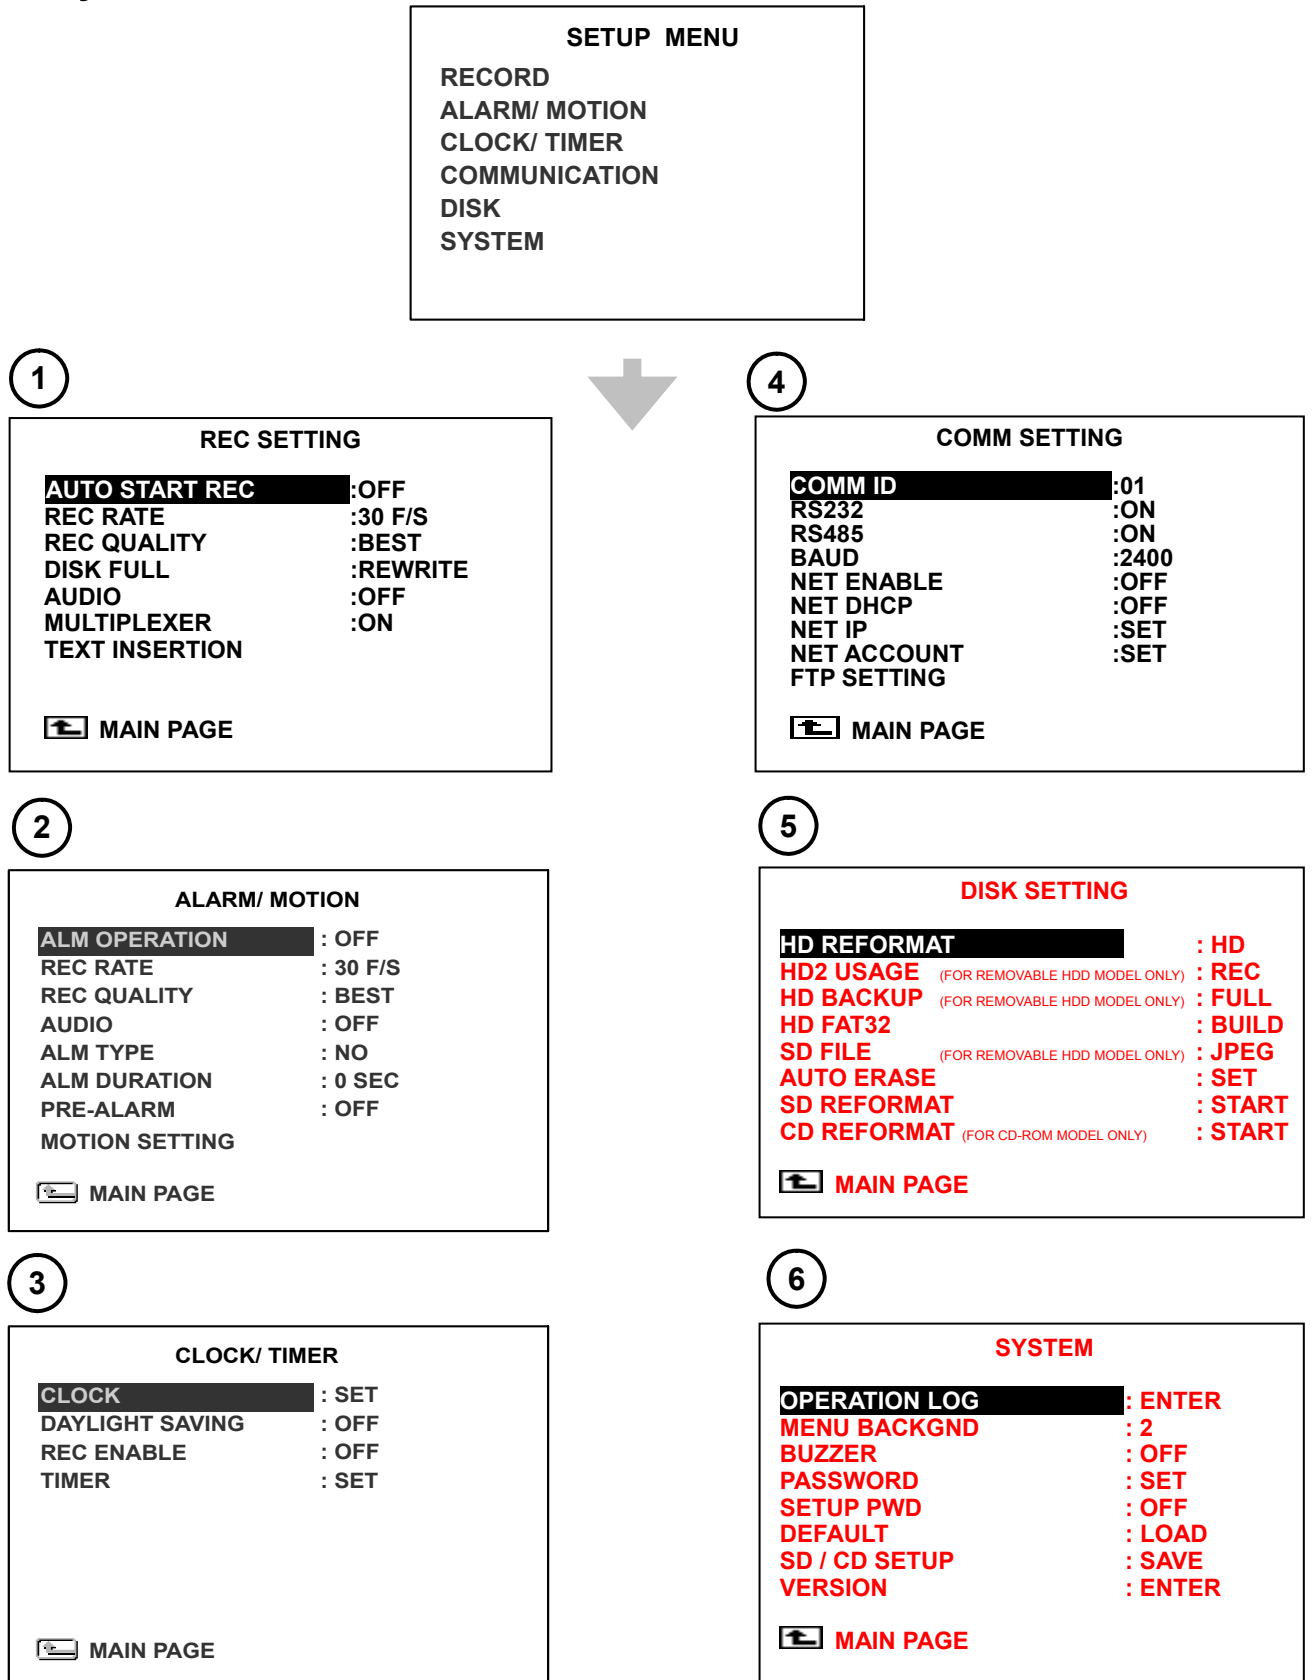 SETUP MENU
RECORD
ALARM/ MOTION
CLOCK/ TIMER
COMMUNICATION
DISK
SYSTEM
1
REC SETTING
AUTO START REC :OFF
REC RATE :30 F/S
REC QUALITY :BEST
DISK FULL :REWRITE
AUDIO :OFF
MULTIPLEXER :ON
TEXT INSERTION
MAIN PAGE
2
ALARM/ MOTION
ALM OPERATION : OFF
REC RATE : 30 F/S
REC QUALITY : BEST
AUDIO : OFF
ALM TYPE : NO
ALM DURATION : 0 SEC
PRE-ALARM : OFF
MOTION SETTING
MAIN PAGE
3
CLOCK/ TIMER
CLOCK : SET
DAYLIGHT SAVING : OFF
REC ENABLE : OFF
TIMER : SET
MAIN PAGE
4
COMM SETTING
COMM ID :01
RS232 :ON
RS485 :ON
BAUD :2400
NET ENABLE :OFF
NET DHCP :OFF
NET IP :SET
NET ACCOUNT :SET
FTP SETTING
MAIN PAGE
5
DISK SETTING
HD REFORMAT : HD
HD2 USAGE (FOR REMOVABLE HDD MODEL ONLY) : REC
HD BACKUP (FOR REMOVABLE HDD MODEL ONLY) : FULL
HD FAT32 : BUILD
SD FILE (FOR REMOVABLE HDD MODEL ONLY) : JPEG
AUTO ERASE : SET
SD REFORMAT : START
CD REFORMAT (FOR CD-ROM MODEL ONLY) : START
MAIN PAGE
6
SYSTEM
OPERATION LOG : ENTER
MENU BACKGND : 2
BUZZER : OFF
PASSWORD : SET
SETUP PWD : OFF
DEFAULT : LOAD
SD / CD SETUP : SAVE
VERSION : ENTER
MAIN PAGE